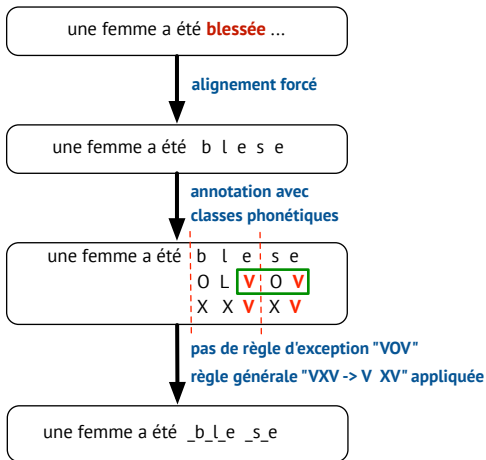 une femme a été blessée ...
alignement forcé
une femme a été b l e s e
annotation avec
classes phonétiques
une femme a été b l e s e
O L V O V
X X V X V
pas de règle d'exception "VOV"
règle générale "VXV -> V XV" appliquée
une femme a été _b_l_e _s_e